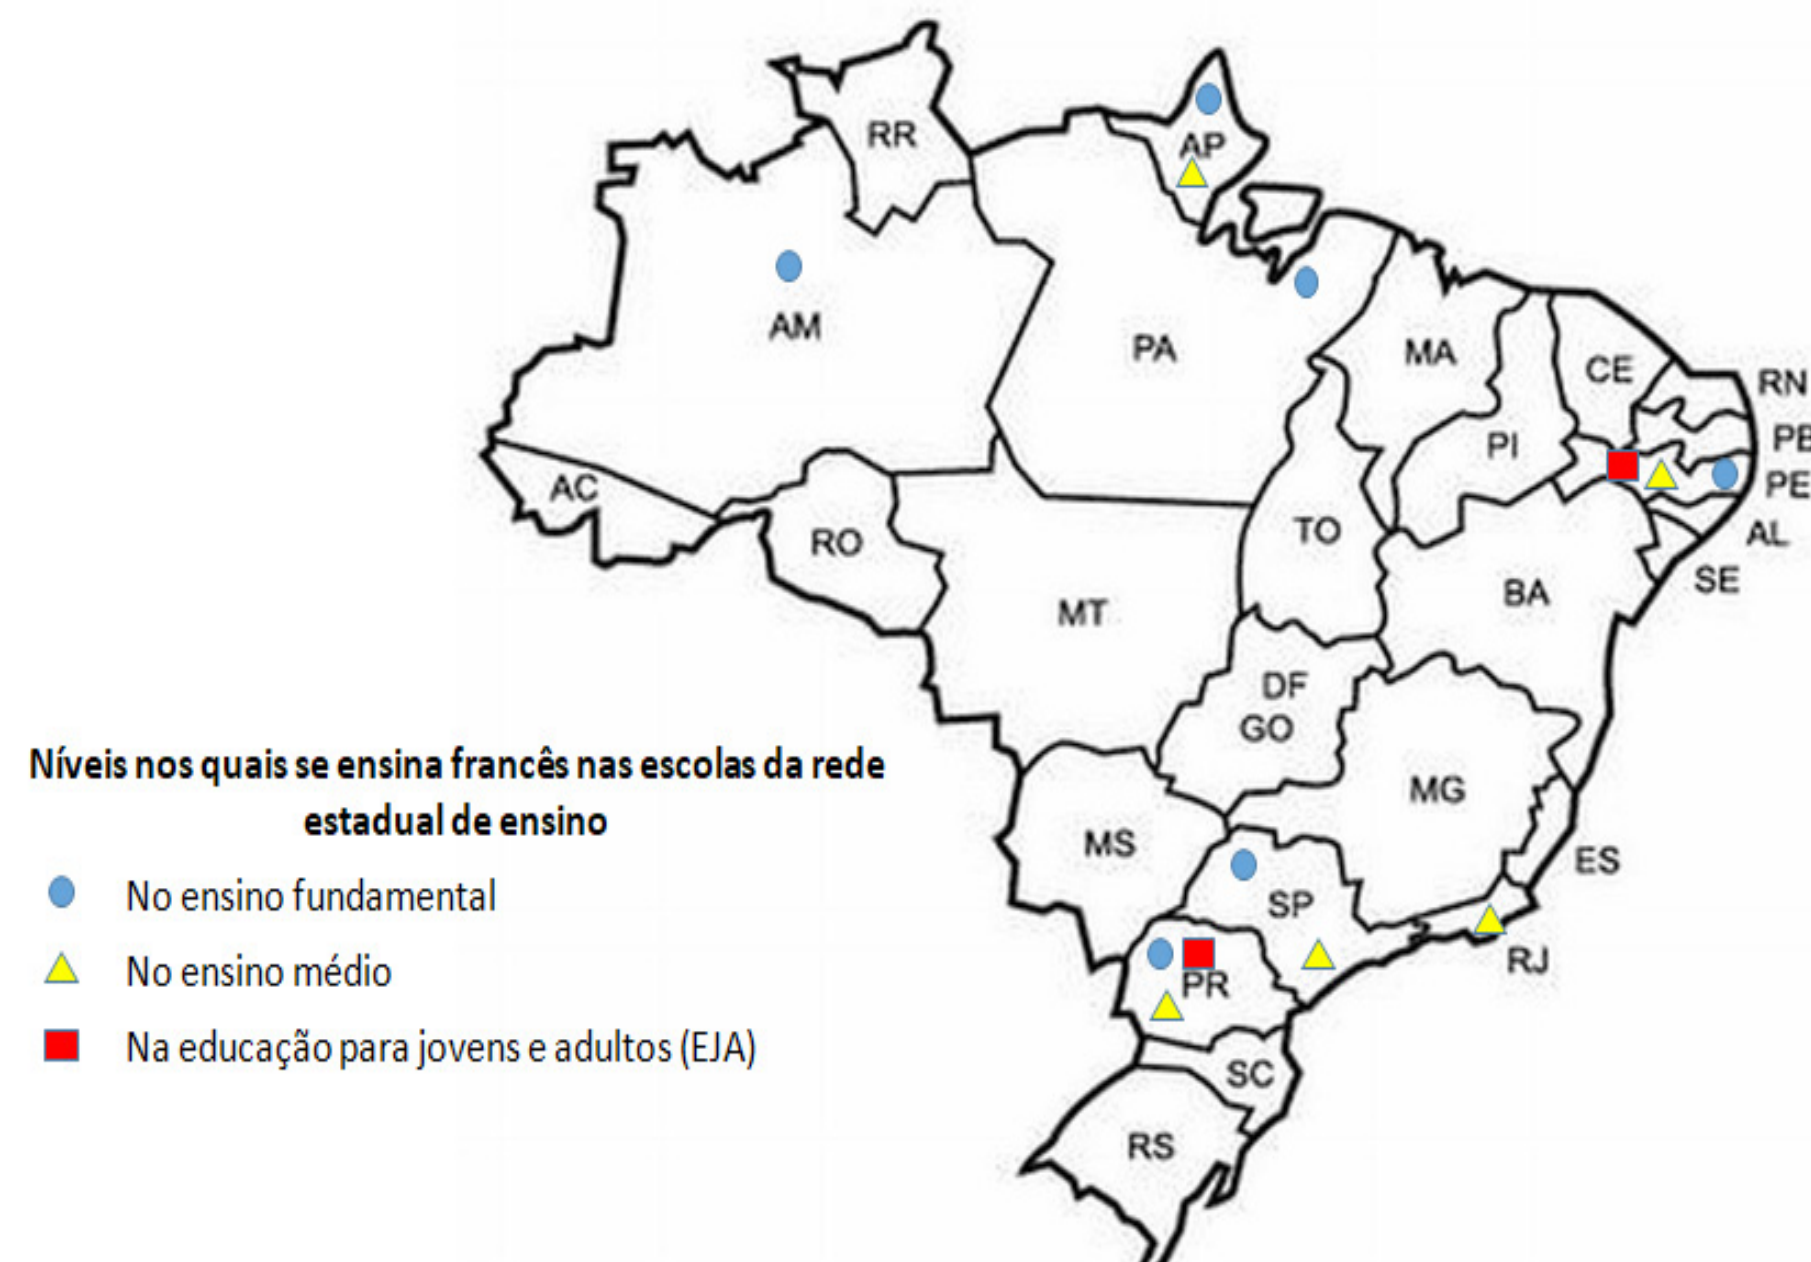 RR
AP
AM
PA
MA
CE
RN
PI
PB
PE
AC
TO
AL
RO
SE
BA
MT
DF
GO
MG
MS
ES
SP
RJ
PR
SC
RS
Níveis nos quais se ensina francês nas escolas da rede
estadual de ensino
No ensino fundamental
No ensino médio
Na educação para jovens e adultos (EJA)